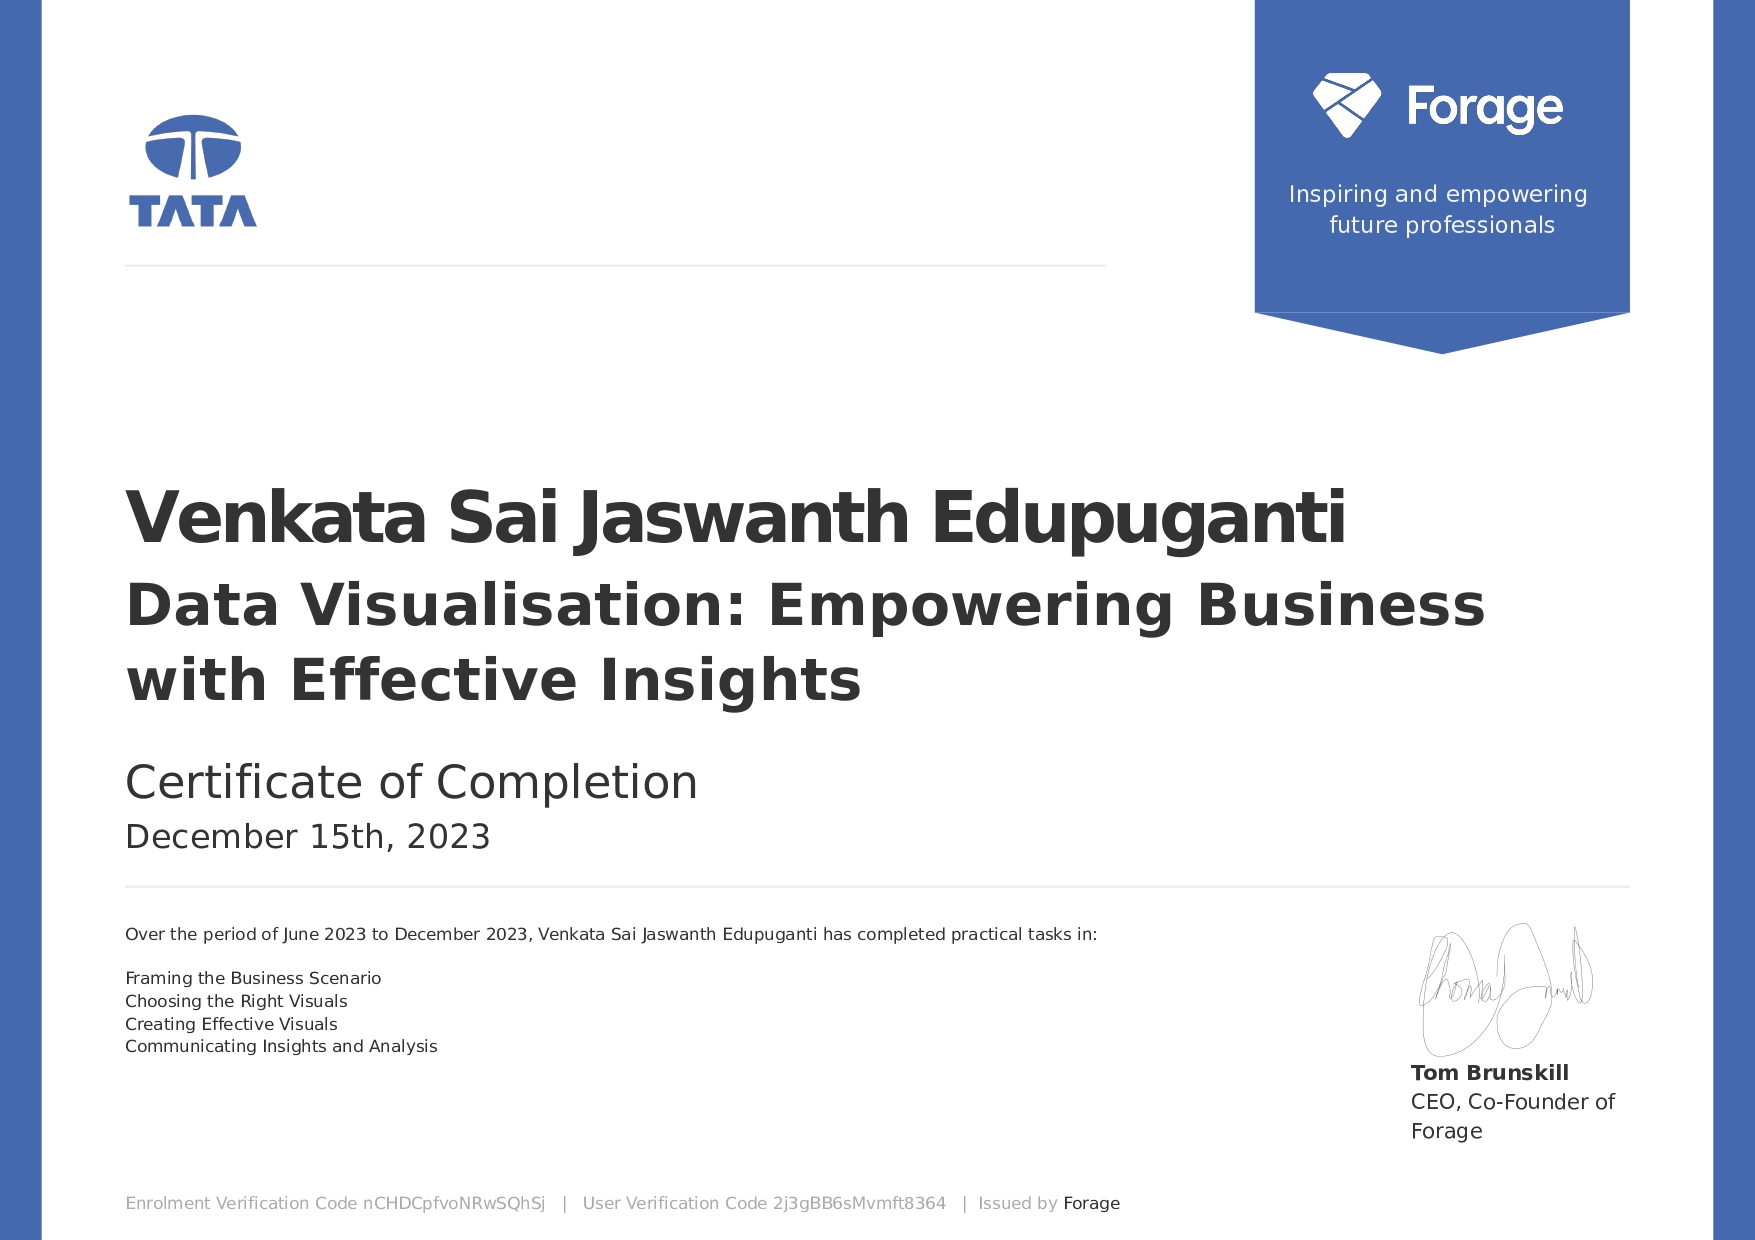 TATA
Forage
Inspiring and empowering
future professionals
Venkata Sai Jaswanth Edupuganti
Data Visualisation: Empowering Business
with Effective Insights
Certificate of Completion
December 15th, 2023
Over the period of June 2023 to December 2023, Venkata Sai Jaswanth Edupuganti has completed practical tasks in:
Framing the Business Scenario
Choosing the Right Visuals
Creating Effective Visuals
Communicating Insights and Analysis
Tom Brunskill
CEO, Co-Founder of
Forage
Enrolment Verification Code nCHDCpfvoNRwSQhSj | User Verification Code 2j3gBB6sMvmft8364 | Issued by Forage